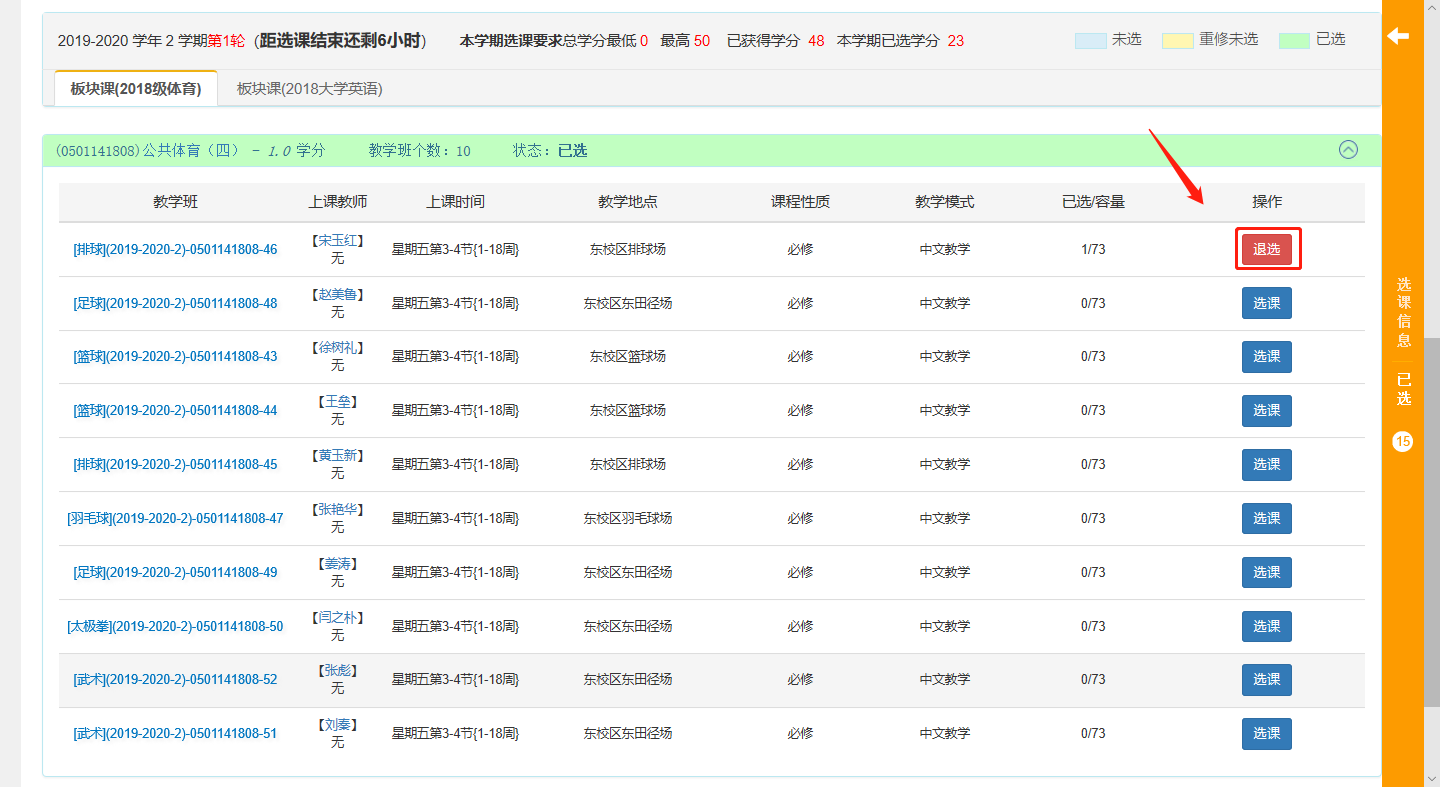 2019-2020 学年 2 学期第1轮 (距选课结束还剩6小时) 本学期选课要求总学分最低 0 最高 50 已获得学分 48 本学期已选学分 23 未选 重修未选 已选
板块课(2018级体育) 板块课(2018大学英语)
(0501141808)公共体育（四） - 1.0 学分 教学班个数：10 状态：已选
教学班 上课教师 上课时间 教学地点 课程性质 教学模式 已选/容量 操作
[排球](2019-2020-2)-0501141808-46 【宋玉红】无 星期五第3-4节{1-18周} 东校区排球场 必修 中文教学 1/73 退选
[足球](2019-2020-2)-0501141808-48 【赵美鲁】无 星期五第3-4节{1-18周} 东校区东田径场 必修 中文教学 0/73 选课
[篮球](2019-2020-2)-0501141808-43 【徐树礼】无 星期五第3-4节{1-18周} 东校区篮球场 必修 中文教学 0/73 选课
[篮球](2019-2020-2)-0501141808-44 【王垒】无 星期五第3-4节{1-18周} 东校区篮球场 必修 中文教学 0/73 选课
[排球](2019-2020-2)-0501141808-45 【黄玉新】无 星期五第3-4节{1-18周} 东校区排球场 必修 中文教学 0/73 选课
[羽毛球](2019-2020-2)-0501141808-47 【张艳华】无 星期五第3-4节{1-18周} 东校区羽毛球场 必修 中文教学 0/73 选课
[足球](2019-2020-2)-0501141808-49 【姜涛】无 星期五第3-4节{1-18周} 东校区东田径场 必修 中文教学 0/73 选课
[太极拳](2019-2020-2)-0501141808-50 【闫之朴】无 星期五第3-4节{1-18周} 东校区东田径场 必修 中文教学 0/73 选课
[武术](2019-2020-2)-0501141808-52 【张彪】无 星期五第3-4节{1-18周} 东校区东田径场 必修 中文教学 0/73 选课
[武术](2019-2020-2)-0501141808-51 【刘秦】无 星期五第3-4节{1-18周} 东校区东田径场 必修 中文教学 0/73 选课
选课信息
已选
15